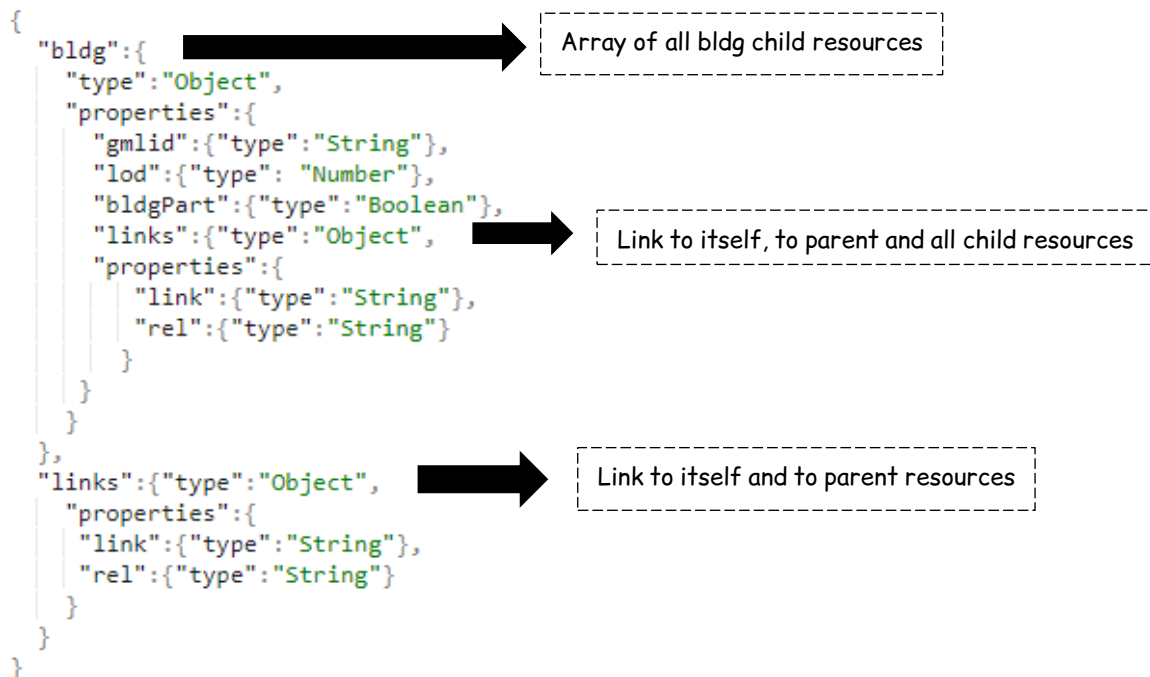 {
"bldg":{
Array of all bldg child resources
"type":"Object",
"properties":{
"gmlid":{"type":"String"},
"lod":{"type": "Number"},
"bldgPart":{"type":"Boolean"},
"links":{"type":"Object",
Link to itself, to parent and all child resources
"properties":{
"link":{"type":"String"},
"rel":{"type":"String"}
}
}
}
},
"links":{"type":"Object",
Link to itself and to parent resources
"properties":{
"link":{"type":"String"},
"rel":{"type":"String"}
}
}
}